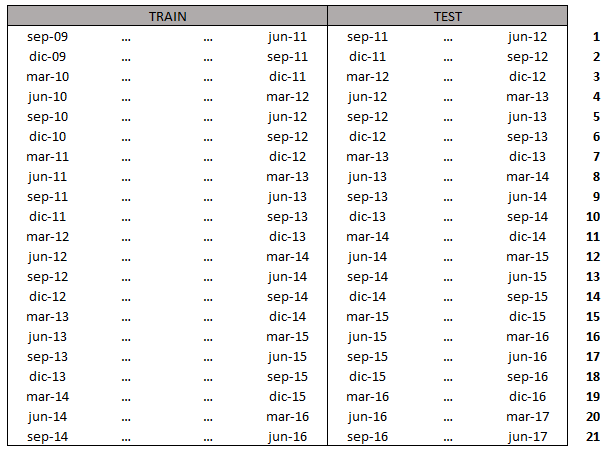 TRAIN TEST
sep-09 ... ... jun-11 sep-11 ... jun-12 1
dic-09 ... ... sep-11 dic-11 ... sep-12 2
mar-10 ... ... dic-11 mar-12 ... dic-12 3
jun-10 ... ... mar-12 jun-12 ... mar-13 4
sep-10 ... ... jun-12 sep-12 ... jun-13 5
dic-10 ... ... sep-12 dic-12 ... sep-13 6
mar-11 ... ... dic-12 mar-13 ... dic-13 7
jun-11 ... ... mar-13 jun-13 ... mar-14 8
sep-11 ... ... jun-13 sep-13 ... jun-14 9
dic-11 ... ... sep-13 dic-13 ... sep-14 10
mar-12 ... ... dic-13 mar-14 ... dic-14 11
jun-12 ... ... mar-14 jun-14 ... mar-15 12
sep-12 ... ... jun-14 sep-14 ... jun-15 13
dic-12 ... ... sep-14 dic-14 ... sep-15 14
mar-13 ... ... dic-14 mar-15 ... dic-15 15
jun-13 ... ... mar-15 jun-15 ... mar-16 16
sep-13 ... ... jun-15 sep-15 ... jun-16 17
dic-13 ... ... sep-15 dic-15 ... sep-16 18
mar-14 ... ... dic-15 mar-16 ... dic-16 19
jun-14 ... ... mar-16 jun-16 ... mar-17 20
sep-14 ... ... jun-16 sep-16 ... jun-17 21